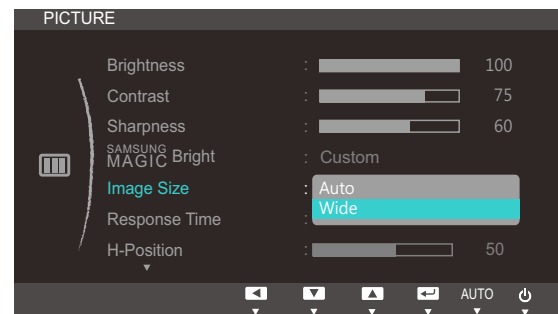 PICTURE
Brightness : 100
Contrast : 75
Sharpness : 60
SAMSUNG MAGIC Bright : Custom
Image Size : Auto
Wide
Response Time :
H-Position : 50
AUTO